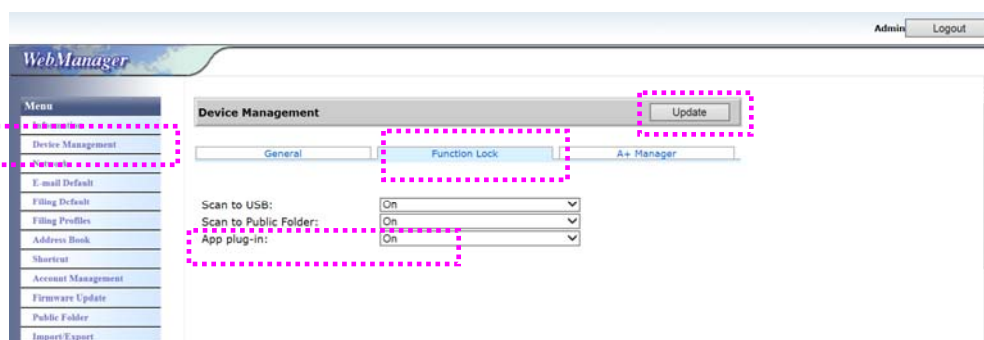 Admin Logout
WebManager
Menu
Information
Device Management
Network
E-mail Default
Filing Default
Filing Profiles
Address Book
Shortcut
Account Management
Firmware Update
Public Folder
Import/Export
Device Management Update
General Function Lock A+ Manager
Scan to USB: On
Scan to Public Folder: On
App plug-in: On